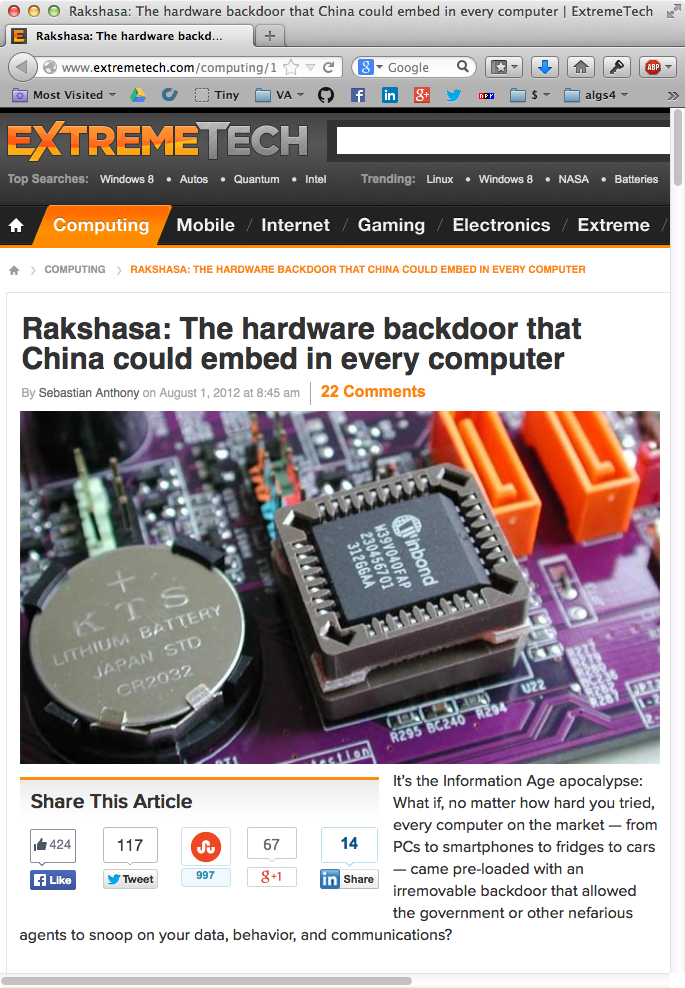 Rakshasa: The hardware backdoor that China could embed in every computer | ExtremeTech
Rakshasa: The hardware backd...
www.extremetech.com/computing/1
Google
ABP
Most Visited
Tiny
VA
npr
$
algs4
EXTREMETECH
Top Searches: Windows 8 • Autos • Quantum • Intel Trending: Linux • Windows 8 • NASA • Batteries
Computing / Mobile / Internet / Gaming / Electronics / Extreme /
COMPUTING > RAKSHASA: THE HARDWARE BACKDOOR THAT CHINA COULD EMBED IN EVERY COMPUTER
Rakshasa: The hardware backdoor that
China could embed in every computer
By Sebastian Anthony on August 1, 2012 at 8:45 am | 22 Comments
Winbond
W39V040FAP
230456701
312GGAA
+
KTS
LITHIUM BATTERY
JAPAN STD
CR2032
U22
R295 BC240 R294
Share This Article
424
117
67
14
Like
Tweet
997
g+1
in Share
It's the Information Age apocalypse:
What if, no matter how hard you tried,
every computer on the market — from
PCs to smartphones to fridges to cars
— came pre-loaded with an
irremovable backdoor that allowed
the government or other nefarious
agents to snoop on your data, behavior, and communications?